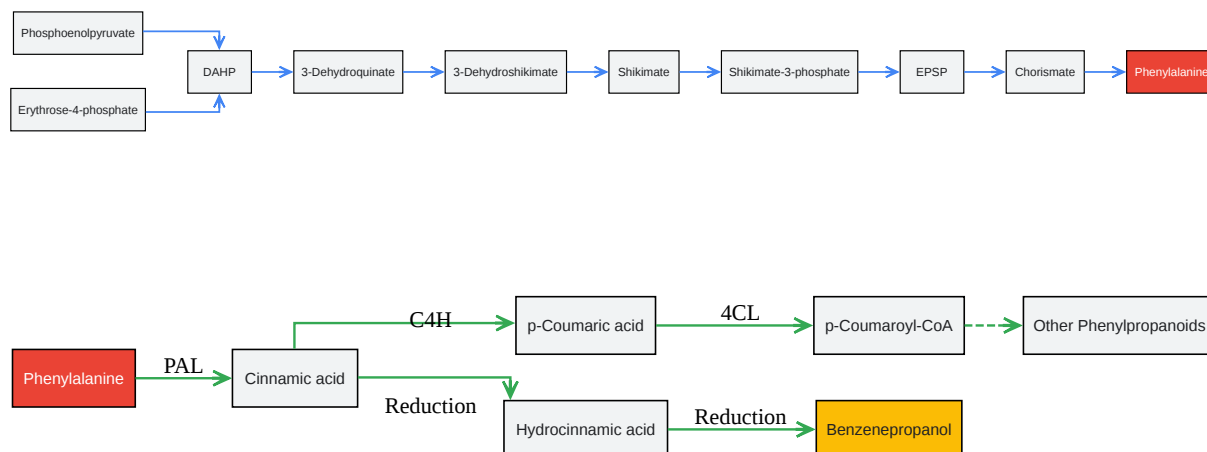 Phosphoenolpyruvate
DAHP
3-Dehydroquinate
3-Dehydroshikimate
Shikimate
Shikimate-3-phosphate
EPSP
Chorismate
Phenylalanine
Erythrose-4-phosphate
C4H
p-Coumaric acid
4CL
p-Coumaroyl-CoA
Other Phenylpropanoids
Phenylalanine
PAL
Cinnamic acid
Reduction
Hydrocinnamic acid
Reduction
Benzenepropanol